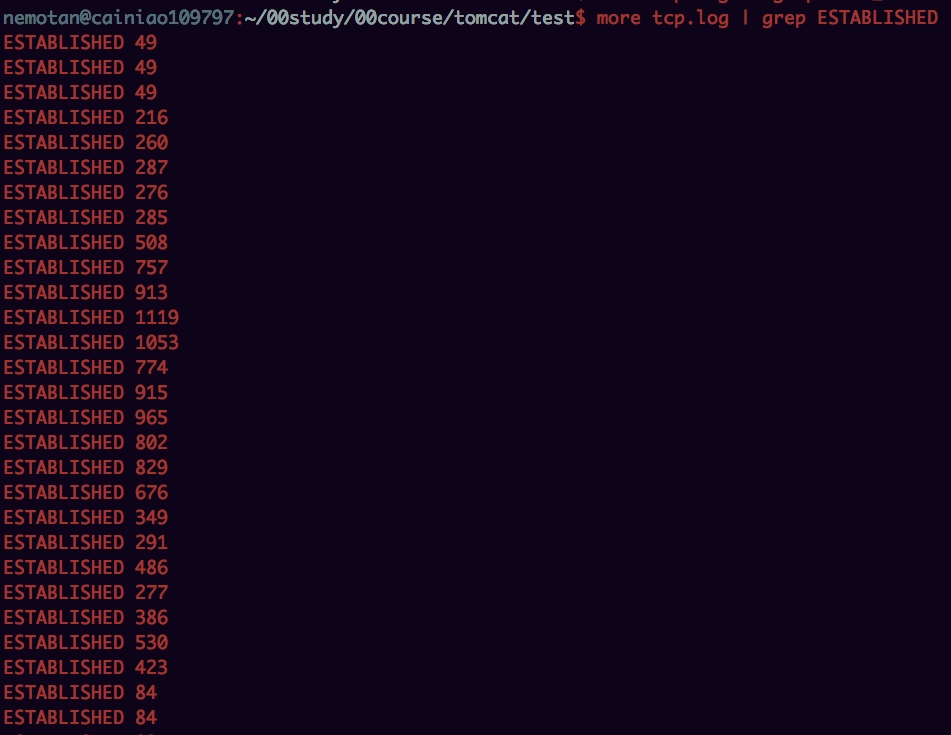 nemotan@cainiao109797:~/00study/00course/tomcat/test$ more tcp.log | grep ESTABLISHED
ESTABLISHED 49
ESTABLISHED 49
ESTABLISHED 49
ESTABLISHED 216
ESTABLISHED 260
ESTABLISHED 287
ESTABLISHED 276
ESTABLISHED 285
ESTABLISHED 508
ESTABLISHED 757
ESTABLISHED 913
ESTABLISHED 1119
ESTABLISHED 1053
ESTABLISHED 774
ESTABLISHED 915
ESTABLISHED 965
ESTABLISHED 802
ESTABLISHED 829
ESTABLISHED 676
ESTABLISHED 349
ESTABLISHED 291
ESTABLISHED 486
ESTABLISHED 277
ESTABLISHED 386
ESTABLISHED 530
ESTABLISHED 423
ESTABLISHED 84
ESTABLISHED 84